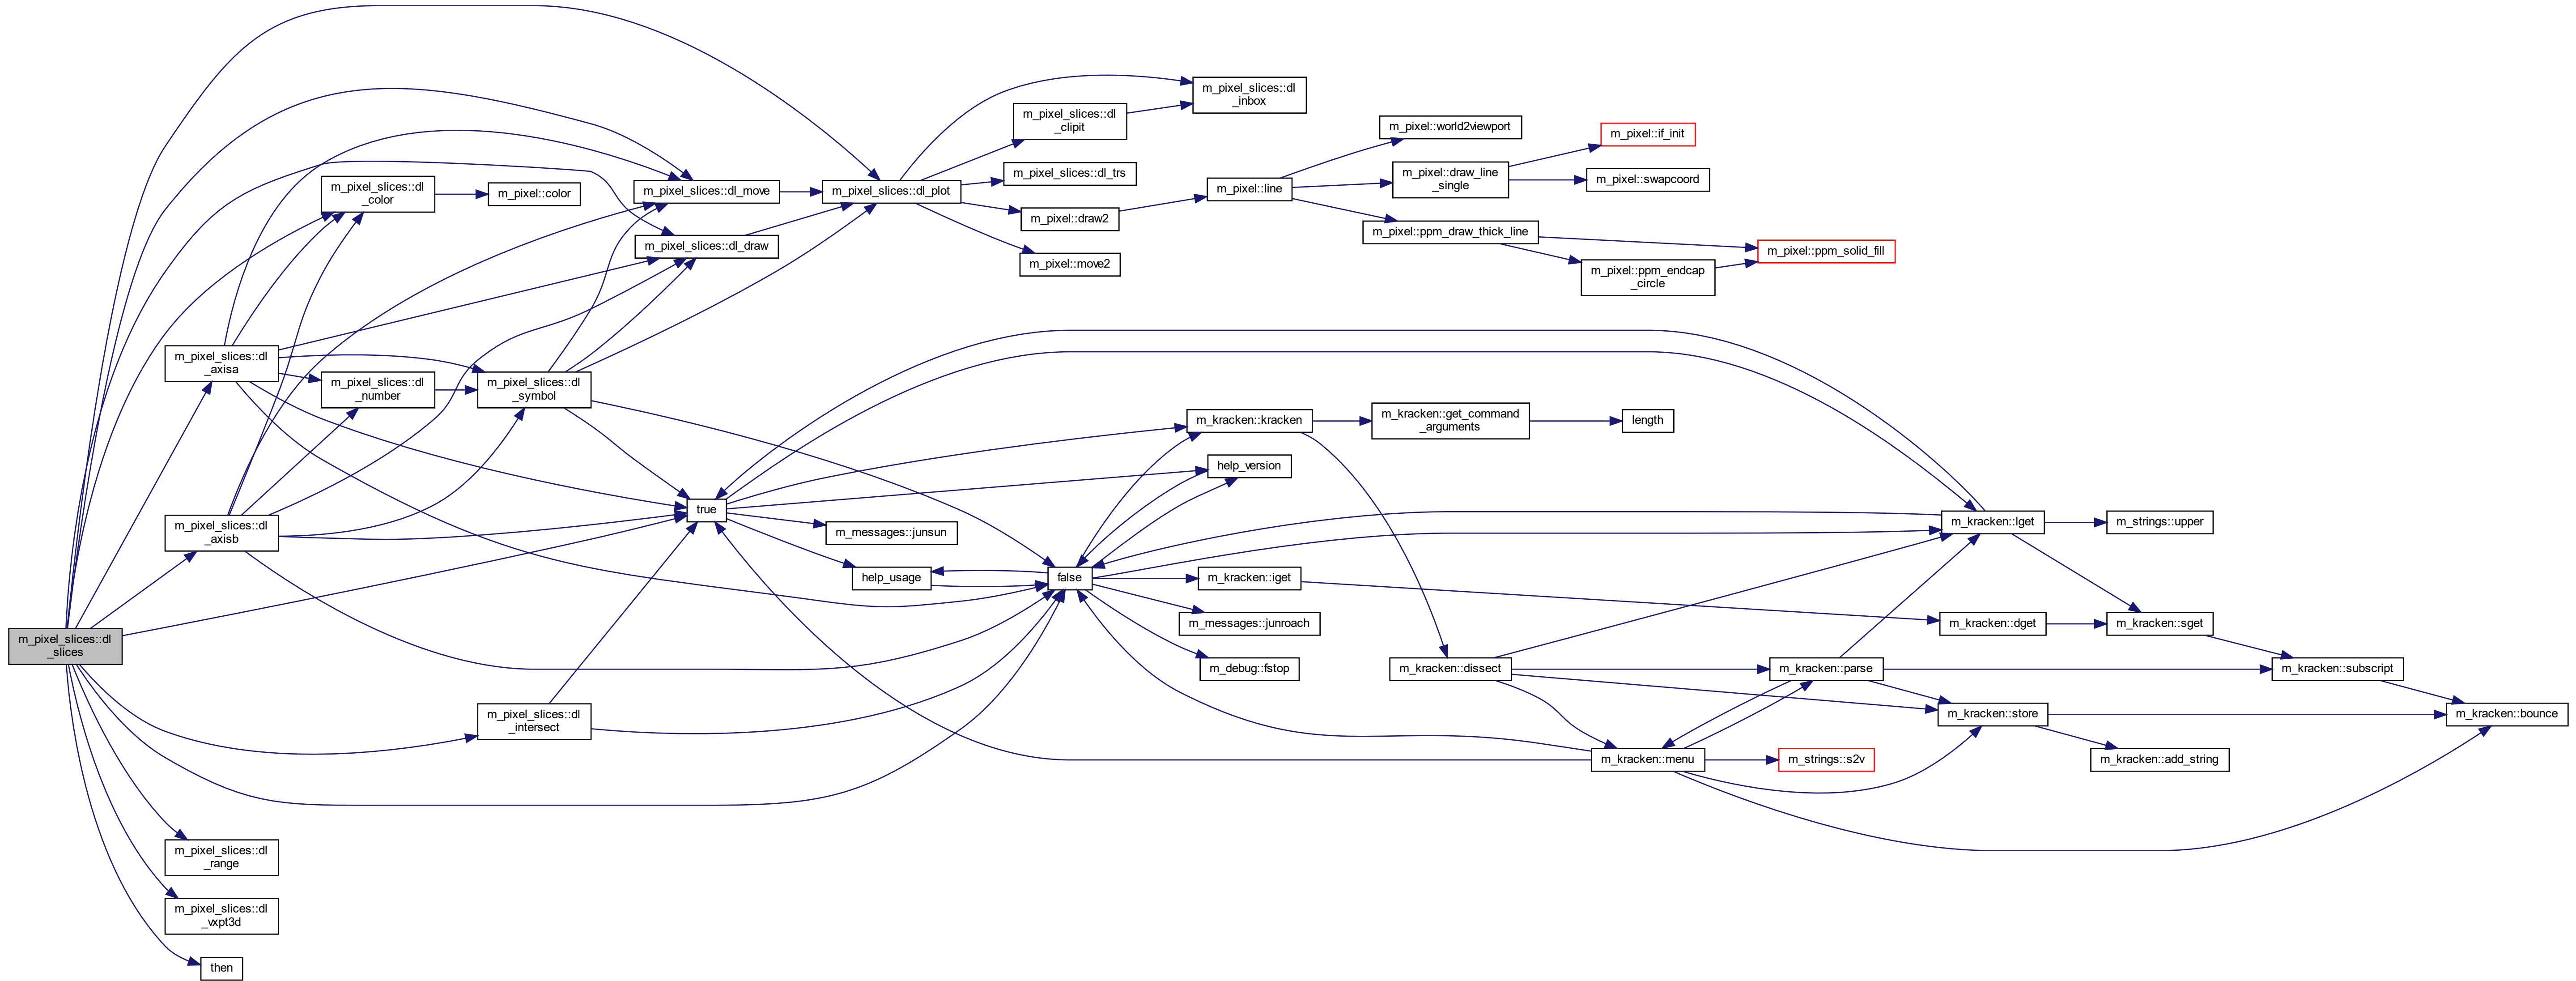 m_pixel_slices::dl
_slices
m_pixel_slices::dl
_axisa
m_pixel_slices::dl
_axisb
m_pixel_slices::dl
_range
m_pixel_slices::dl
_vxpt3d
then
m_pixel_slices::dl
_color
m_pixel_slices::dl
_number
m_pixel::color
m_pixel_slices::dl
_symbol
m_pixel_slices::dl
_intersect
m_pixel_slices::dl_move
m_pixel_slices::dl_draw
true
m_pixel_slices::dl_plot
m_messages::junsun
help_usage
m_pixel_slices::dl
_clipit
m_pixel_slices::dl_trs
m_pixel::draw2
m_pixel::move2
false
m_pixel_slices::dl
_inbox
m_pixel::line
m_kracken::kracken
help_version
m_kracken::iget
m_messages::junroach
m_debug::fstop
m_pixel::world2viewport
m_pixel::draw_line
_single
m_pixel::ppm_draw_thick_line
m_kracken::get_command
_arguments
m_kracken::dissect
m_pixel::if_init
m_pixel::swapcoord
m_pixel::ppm_endcap
_circle
length
m_kracken::menu
m_pixel::ppm_solid_fill
m_kracken::parse
m_strings::s2v
m_kracken::lget
m_kracken::dget
m_kracken::store
m_strings::upper
m_kracken::sget
m_kracken::add_string
m_kracken::subscript
m_kracken::bounce